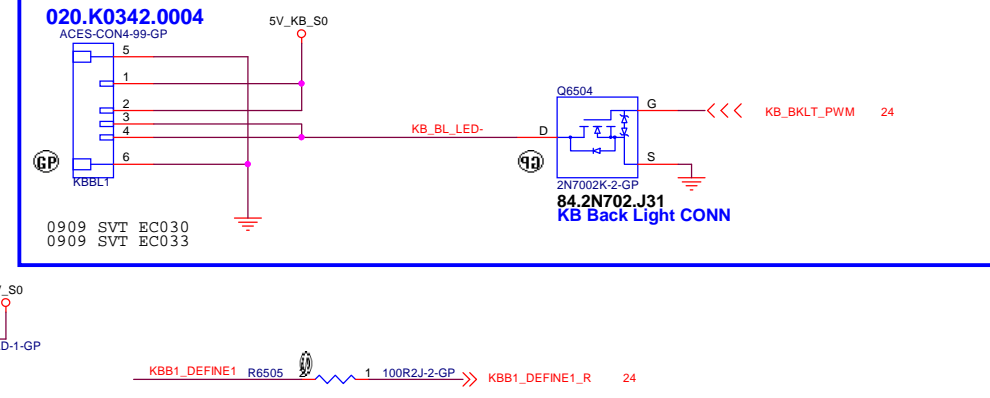 020.K0342.0004
ACES-CON4-99-GP
5V_KB_S0
5
1
2
3
4
6
KBBL1
GP
KB_BL_LED-
D
Q6504
G
S
KB_BKLT_PWM 24
GP
2N7002K-2-GP
84.2N702.J31
KB Back Light CONN
0909 SVT EC030
0909 SVT EC033
_S0
D-1-GP
KBB1_DEFINE1 R6505 2 1 100R2J-2-GP KBB1_DEFINE1_R 24